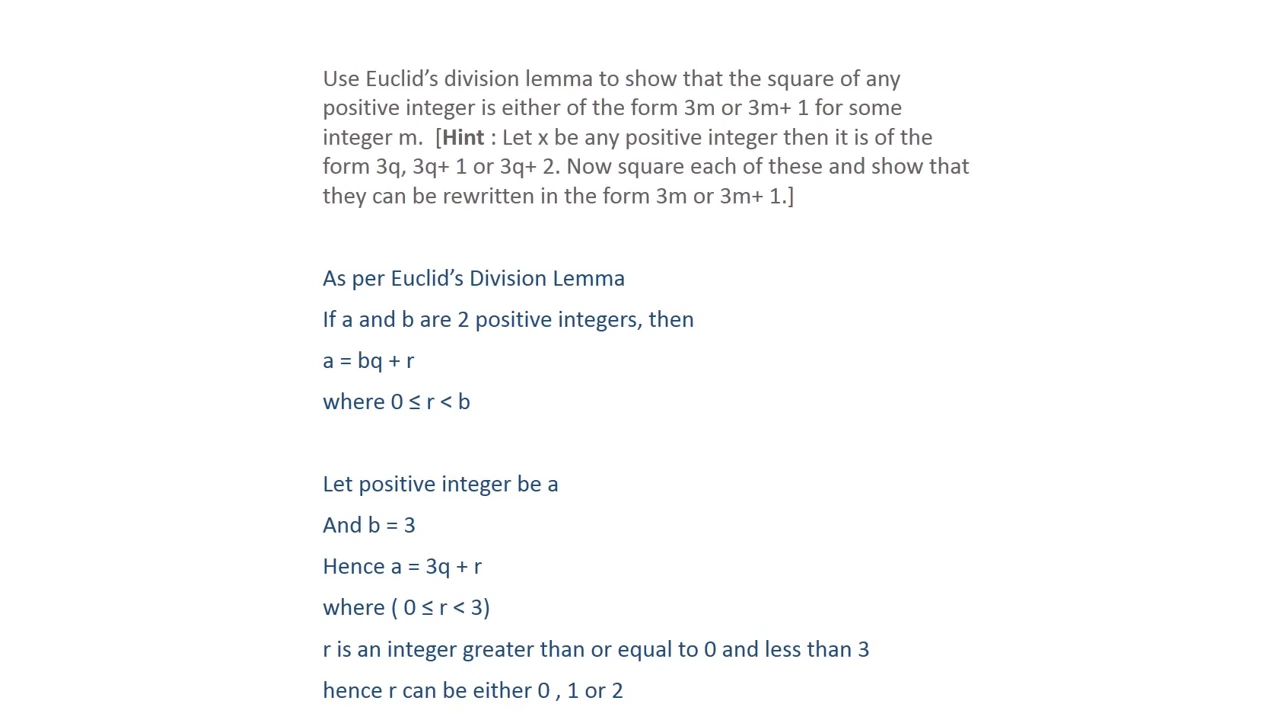 Use Euclid’s division lemma to show that the square of any
positive integer is either of the form 3m or 3m+ 1 for some
integer m.  [Hint : Let x be any positive integer then it is of the
form 3q, 3q+ 1 or 3q+ 2. Now square each of these and show that
they can be rewritten in the form 3m or 3m+ 1.]
As per Euclid’s Division Lemma
If a and b are 2 positive integers, then
a = bq + r
where 0 ≤ r < b
Let positive integer be a
And b = 3
Hence a = 3q + r
where ( 0 ≤ r < 3)
r is an integer greater than or equal to 0 and less than 3
hence r can be either 0 , 1 or 2